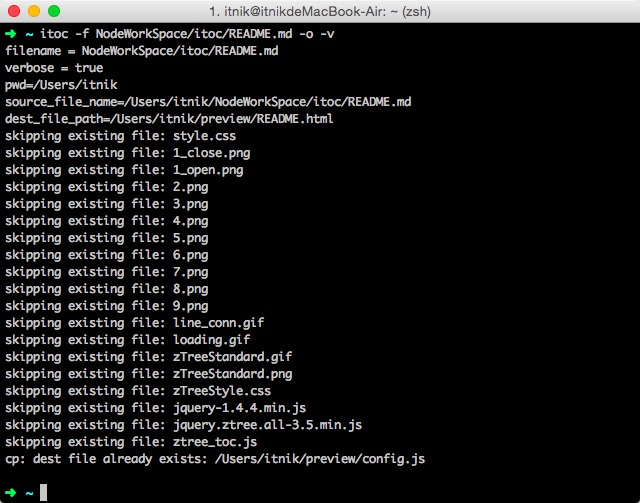 1. itnik@itnikdeMacBook-Air: ~ (zsh)
➜ ~ itoc -f NodeWorkSpace/itoc/README.md -o -v
filename = NodeWorkSpace/itoc/README.md
verbose = true
pwd=/Users/itnik
source_file_name=/Users/itnik/NodeWorkSpace/itoc/README.md
dest_file_path=/Users/itnik/preview/README.html
skipping existing file: style.css
skipping existing file: 1_close.png
skipping existing file: 1_open.png
skipping existing file: 2.png
skipping existing file: 3.png
skipping existing file: 4.png
skipping existing file: 5.png
skipping existing file: 6.png
skipping existing file: 7.png
skipping existing file: 8.png
skipping existing file: 9.png
skipping existing file: line_conn.gif
skipping existing file: loading.gif
skipping existing file: zTreeStandard.gif
skipping existing file: zTreeStandard.png
skipping existing file: zTreeStyle.css
skipping existing file: jquery-1.4.4.min.js
skipping existing file: jquery.ztree.all-3.5.min.js
skipping existing file: ztree_toc.js
cp: dest file already exists: /Users/itnik/preview/config.js
➜ ~